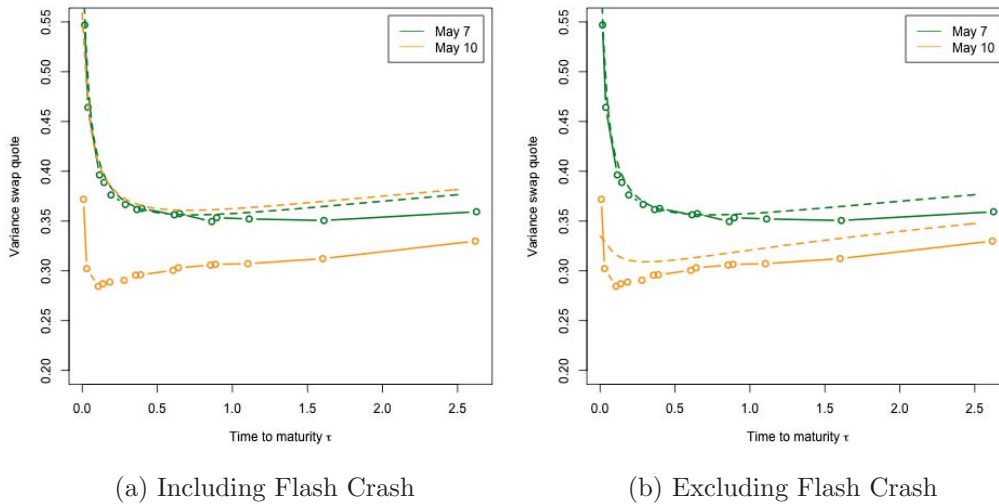 0.55
0.50
0.45
0.40
0.35
0.30
0.25
0.20
Variance swap quote
May 7
May 10
0.0 0.5 1.0 1.5 2.0 2.5
Time to maturity τ
(a) Including Flash Crash
0.55
0.50
0.45
0.40
0.35
0.30
0.25
0.20
Variance swap quote
May 7
May 10
0.0 0.5 1.0 1.5 2.0 2.5
Time to maturity τ
(b) Excluding Flash Crash